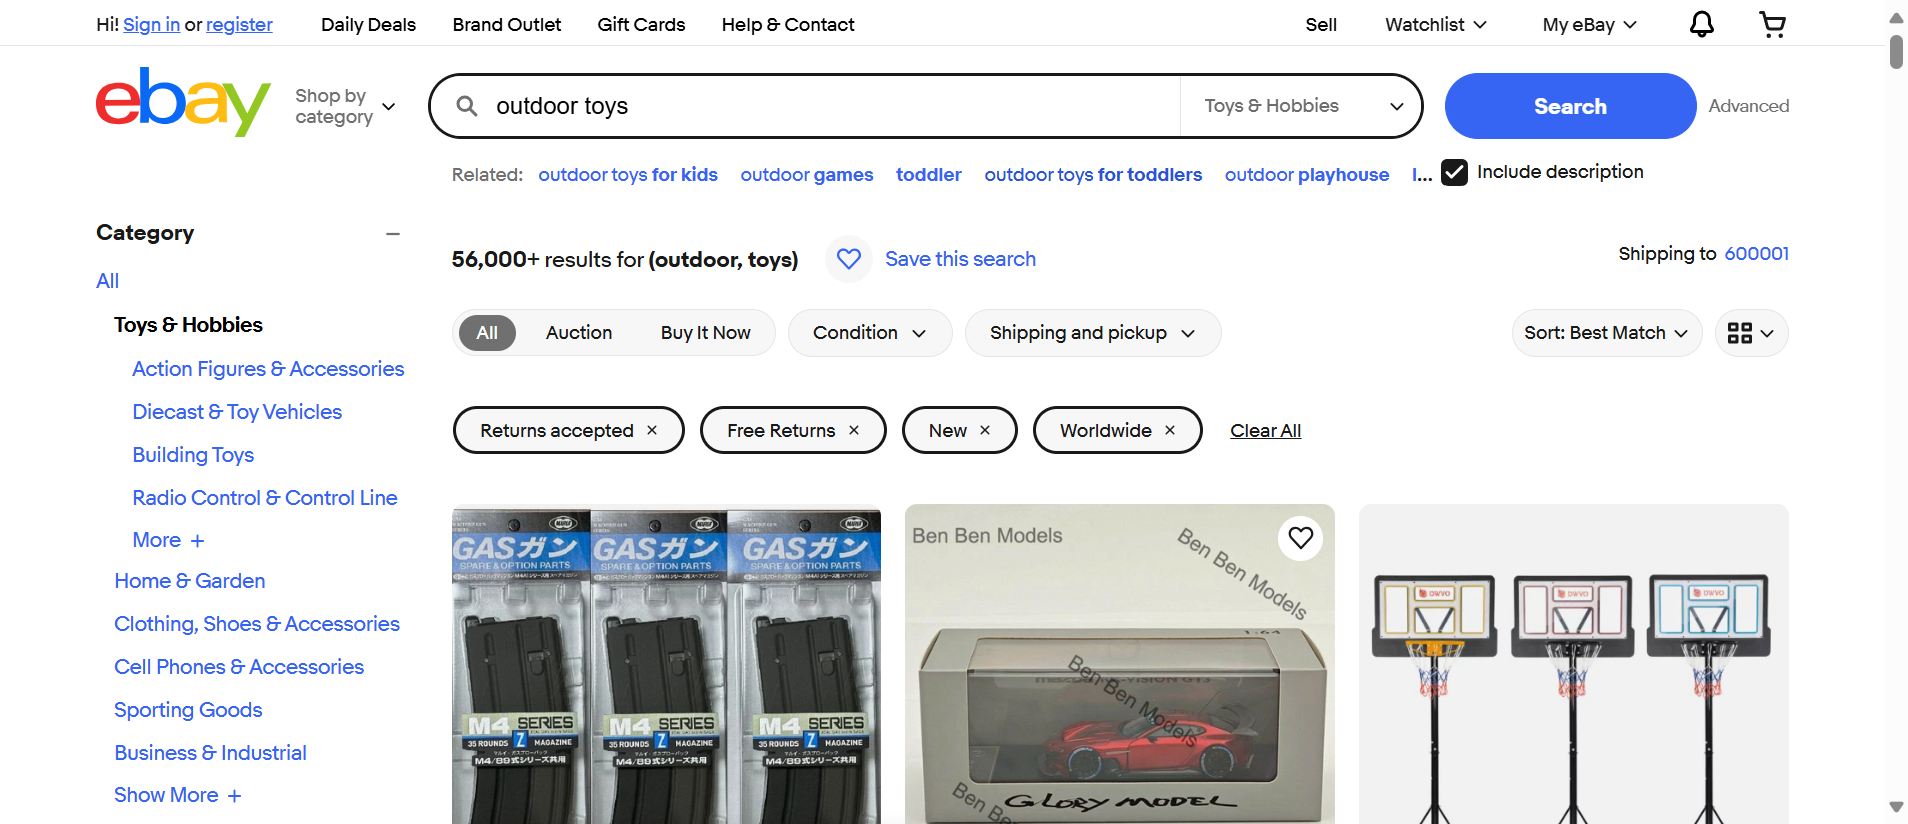 Hi! Sign in or register
Daily Deals
Brand Outlet
Gift Cards
Help & Contact
Sell
Watchlist
My eBay
ebay
Shop by
category
outdoor toys
Toys & Hobbies
Search
Advanced
Related: outdoor toys for kids outdoor games toddler outdoor toys for toddlers outdoor playhouse l...
Include description
Category
All
Toys & Hobbies
Action Figures & Accessories
Diecast & Toy Vehicles
Building Toys
Radio Control & Control Line
More +
Home & Garden
Clothing, Shoes & Accessories
Cell Phones & Accessories
Sporting Goods
Business & Industrial
Show More +
56,000+ results for (outdoor, toys)
Save this search
Shipping to 600001
All
Auction
Buy It Now
Condition
Shipping and pickup
Sort: Best Match
Returns accepted ×
Free Returns ×
New ×
Worldwide ×
Clear All
GASガン GASガン GASガン
SPARE & OPTION PARTS SPARE & OPTION PARTS SPARE & OPTION PARTS
M4 SERIES M4 SERIES M4 SERIES
35 ROUNDS Z MAGAZINE 35 ROUNDS Z MAGAZINE 35 ROUNDS Z MAGAZINE
M4/89式シリーズ共用 M4/89式シリーズ共用 M4/89式シリーズ共用
Ben Ben Models
Ben Ben Models
1:64
Ben Ben Models
Ben Be
GLORY MODEL
DWVO DWVO DWVO